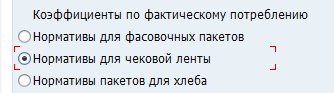 Коэффициенты по фактическому потреблению
Нормативы для фасовочных пакетов
Нормативы для чековой ленты
Нормативы пакетов для хлеба